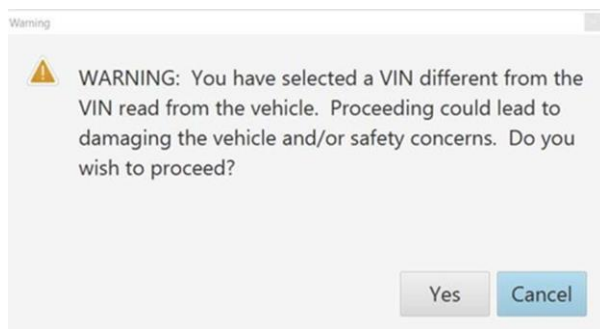 Warning
WARNING: You have selected a VIN different from the
VIN read from the vehicle. Proceeding could lead to
damaging the vehicle and/or safety concerns. Do you
wish to proceed?
Yes Cancel